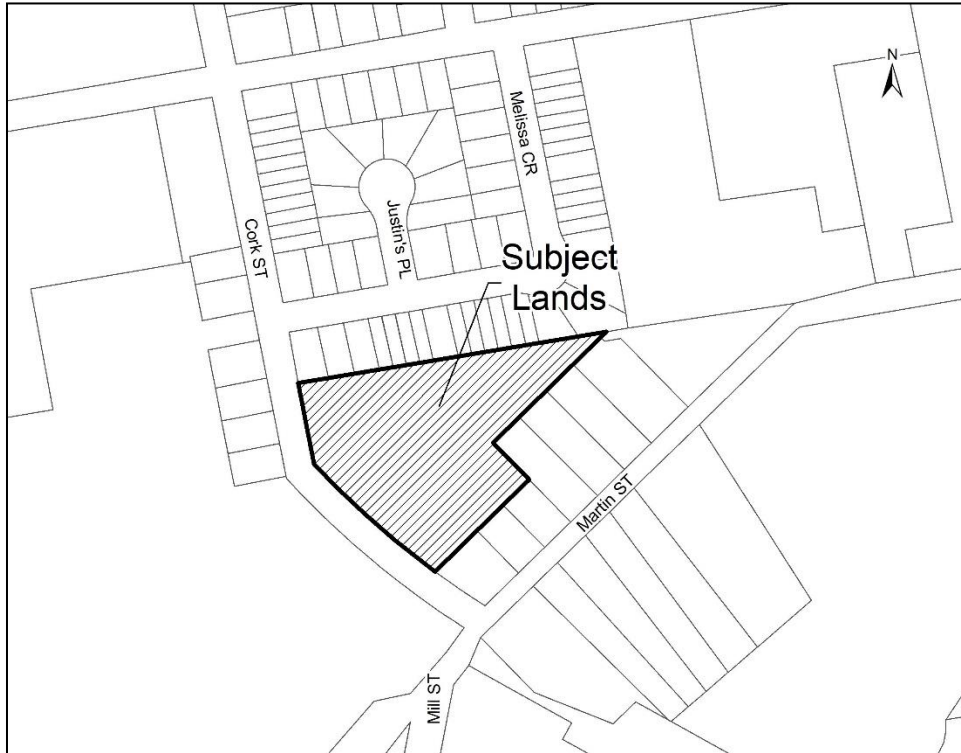 N
Melissa CR
Justin's PL
Cork ST
Subject
Lands
Martin ST
Mill ST